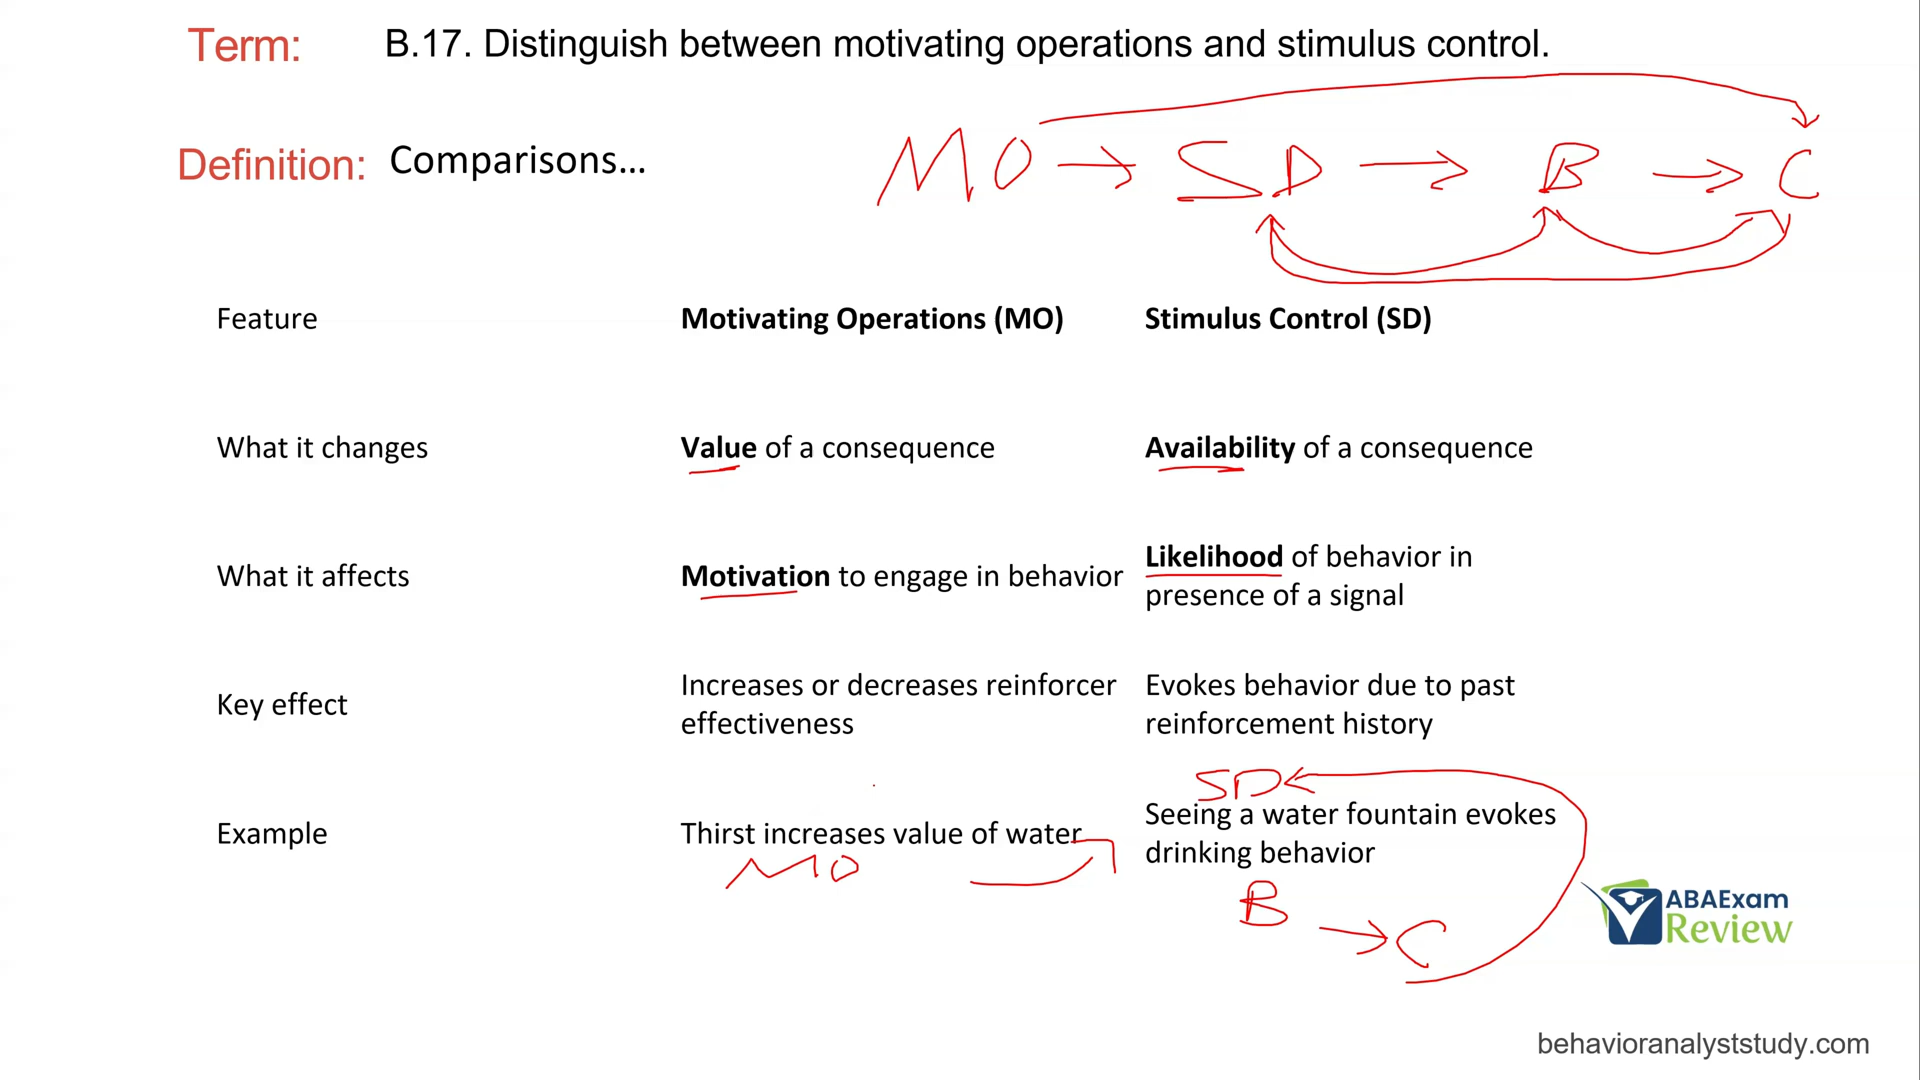 Term: B.17. Distinguish between motivating operations and stimulus control.
Definition: Comparisons...
MO → SD → B → C
Feature Motivating Operations (MO) Stimulus Control (SD)
What it changes Value of a consequence Availability of a consequence
What it affects Motivation to engage in behavior Likelihood of behavior in
presence of a signal
Key effect Increases or decreases reinforcer Evokes behavior due to past
effectiveness reinforcement history
SD
Example Thirst increases value of water Seeing a water fountain evokes
drinking behavior
MO
B → C
ABAExam
Review
behavioranalyststudy.com